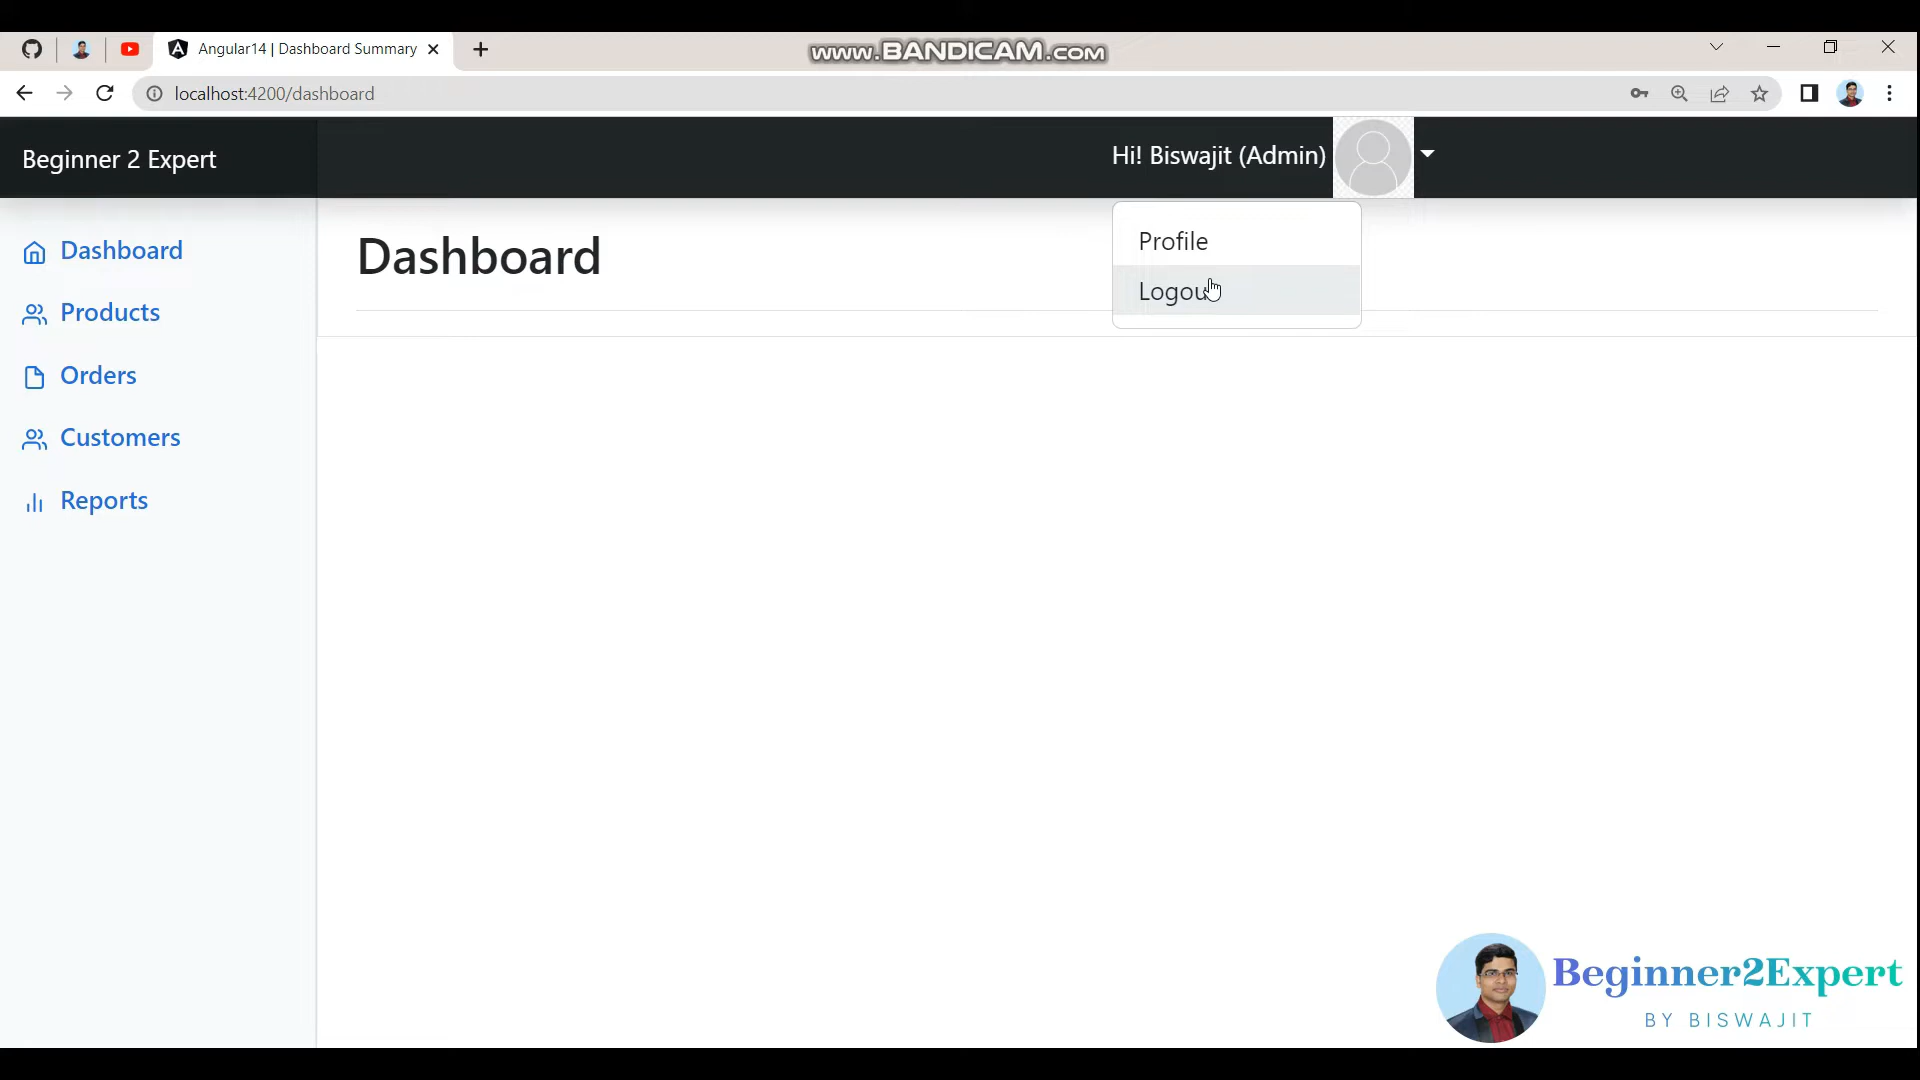 Angular14 | Dashboard Summary
www.BANDICAM.com
localhost:4200/dashboard
Beginner 2 Expert
Hi! Biswajit (Admin)
Profile
Logout
Dashboard
Dashboard
Products
Orders
Customers
Reports
Beginner2Expert
BY BISWAJIT